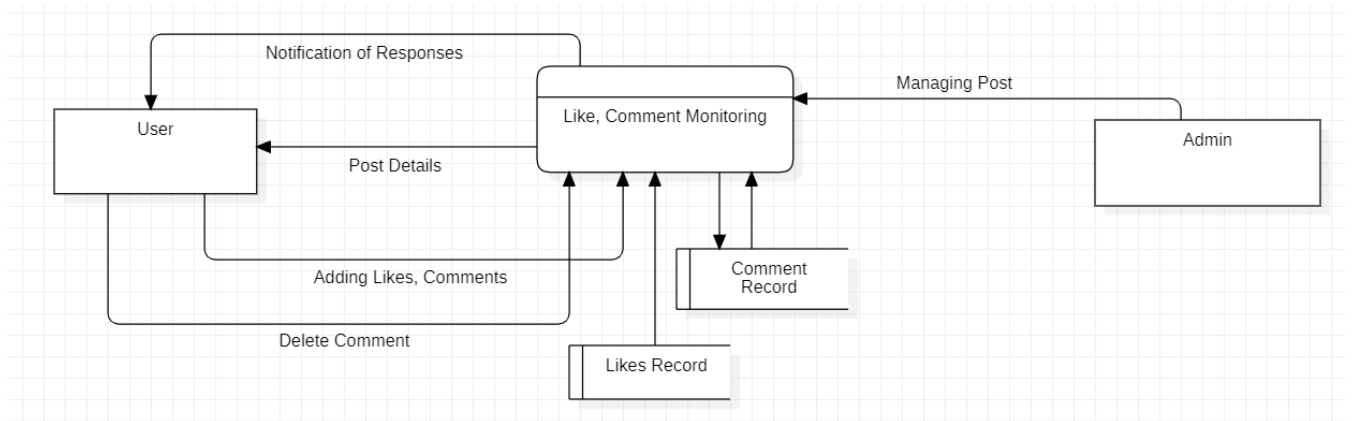 Notification of Responses
Managing Post
User
Like, Comment Monitoring
Admin
Post Details
Adding Likes, Comments
Comment
Record
Delete Comment
Likes Record